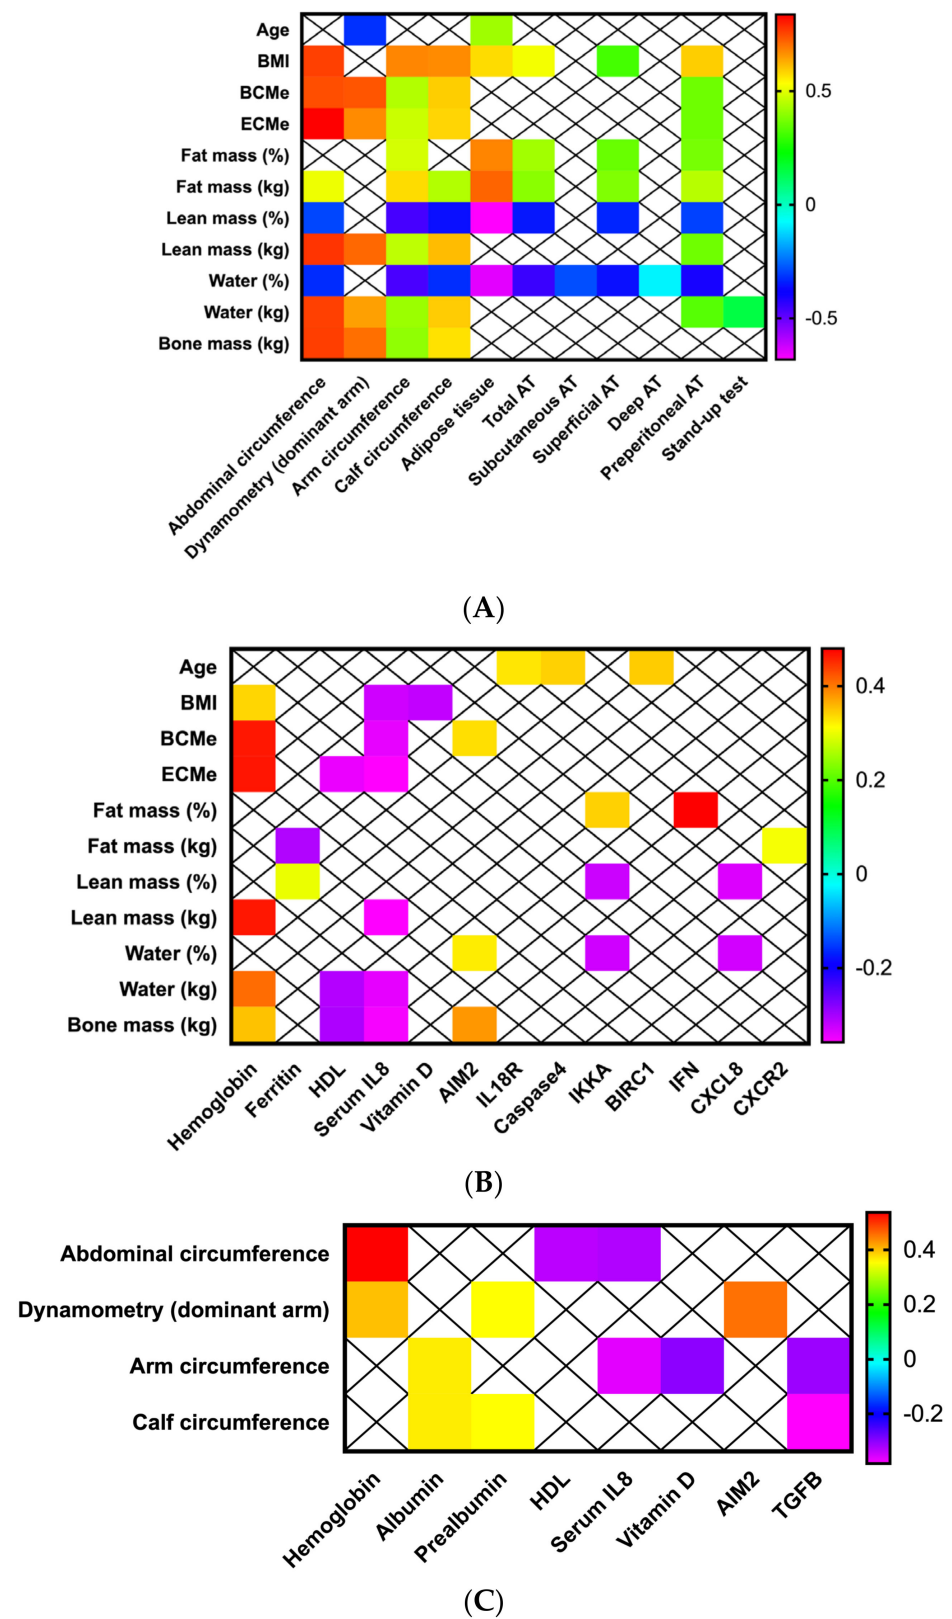 Age
BMI
BCMe
ECMe
Fat mass (%)
Fat mass (kg)
Lean mass (%)
Lean mass (kg)
Water (%)
Water (kg)
Bone mass (kg)
0.5
0
-0.5
Abdominal circumference
Dynamometry (dominant arm)
Arm circumference
Calf circumference
Adipose tissue
Total AT
Subcutaneous AT
Superficial AT
Deep AT
Preperitoneal AT
Stand-up test
(A)
Age
BMI
BCMe
ECMe
Fat mass (%)
Fat mass (kg)
Lean mass (%)
Lean mass (kg)
Water (%)
Water (kg)
Bone mass (kg)
0.4
0.2
0
-0.2
Hemoglobin
Ferritin
HDL
Serum IL8
Vitamin D
AIM2
IL18R
Caspase4
IKKA
BIRC1
IFN
CXCL8
CXCR2
(B)
Abdominal circumference
Dynamometry (dominant arm)
Arm circumference
Calf circumference
0.4
0.2
0
-0.2
Hemoglobin
Albumin
Prealbumin
HDL
Serum IL8
Vitamin D
AIM2
TGFB
(C)